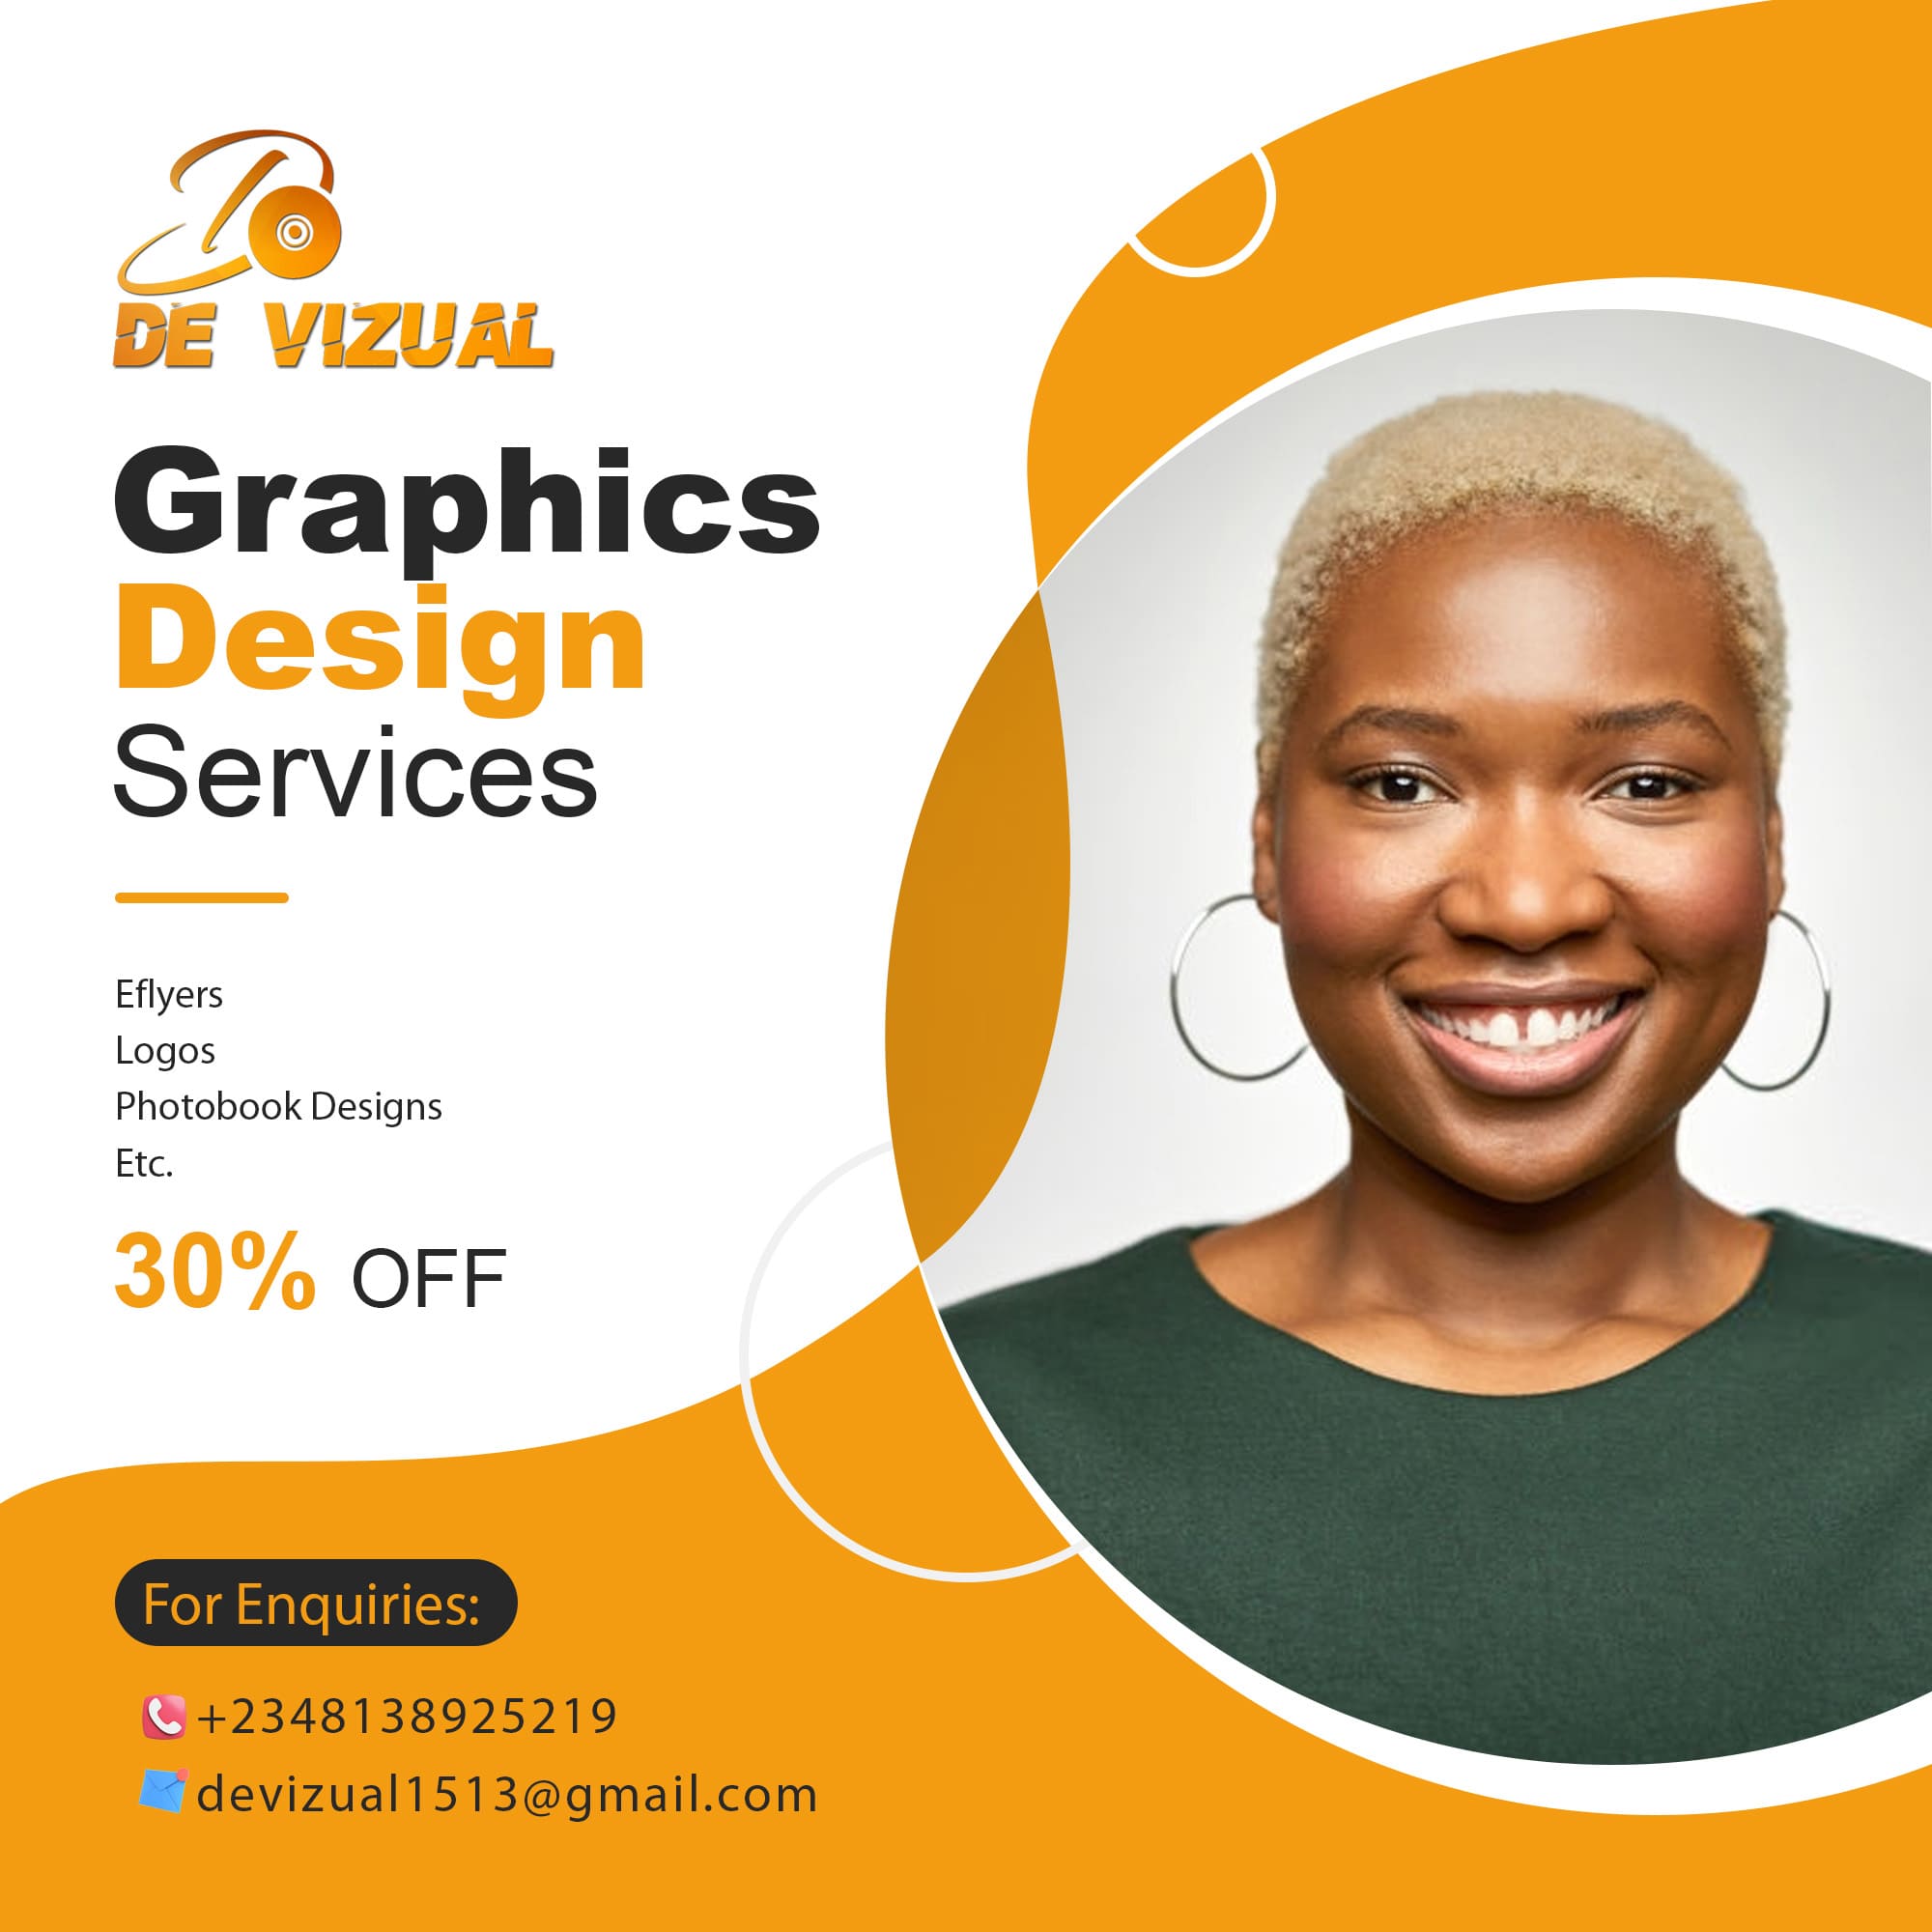 DE VIZUAL
Graphics
Design
Services
Eflyers
Logos
Photobook Designs
Etc.
30% OFF
For Enquiries:
+2348138925219
devizual1513@gmail.com